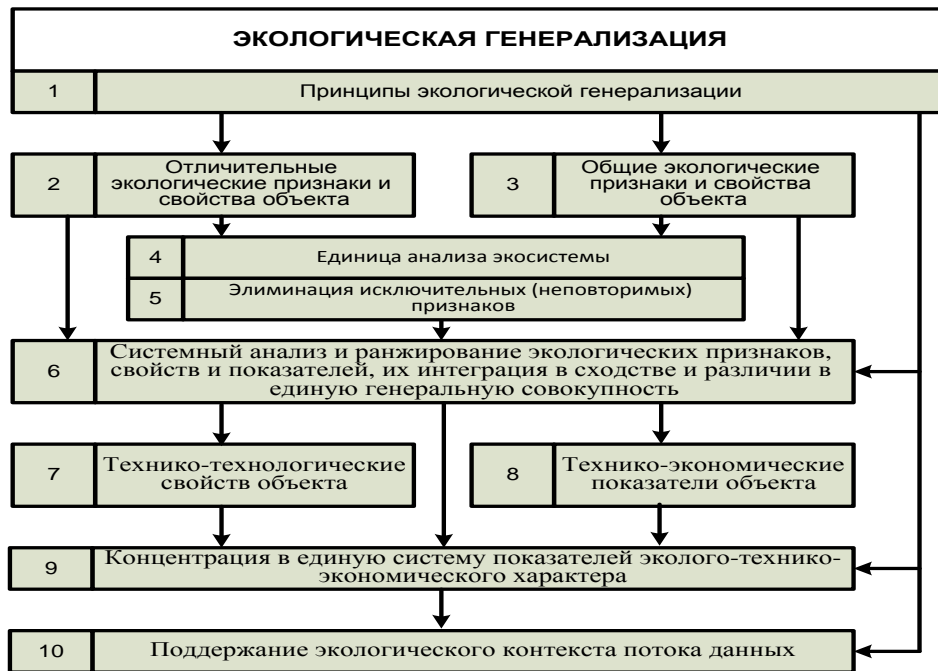 ЭКОЛОГИЧЕСКАЯ ГЕНЕРАЛИЗАЦИЯ
1 Принципы экологической генерализации
2
Отличительные
экологические признаки и
свойства объекта
3
Общие экологические
признаки и свойства
объекта
4 Единица анализа экосистемы
5
Элиминация исключительных (неповторимых)
признаков
6
Системный анализ и ранжирование экологических признаков,
свойств и показателей, их интеграция в сходстве и различии в
единую генеральную совокупность
7
Технико-технологические
свойств объекта
8
Технико-экономические
показатели объекта
9
Концентрация в единую систему показателей эколого-технико-
экономического характера
10 Поддержание экологического контекста потока данных